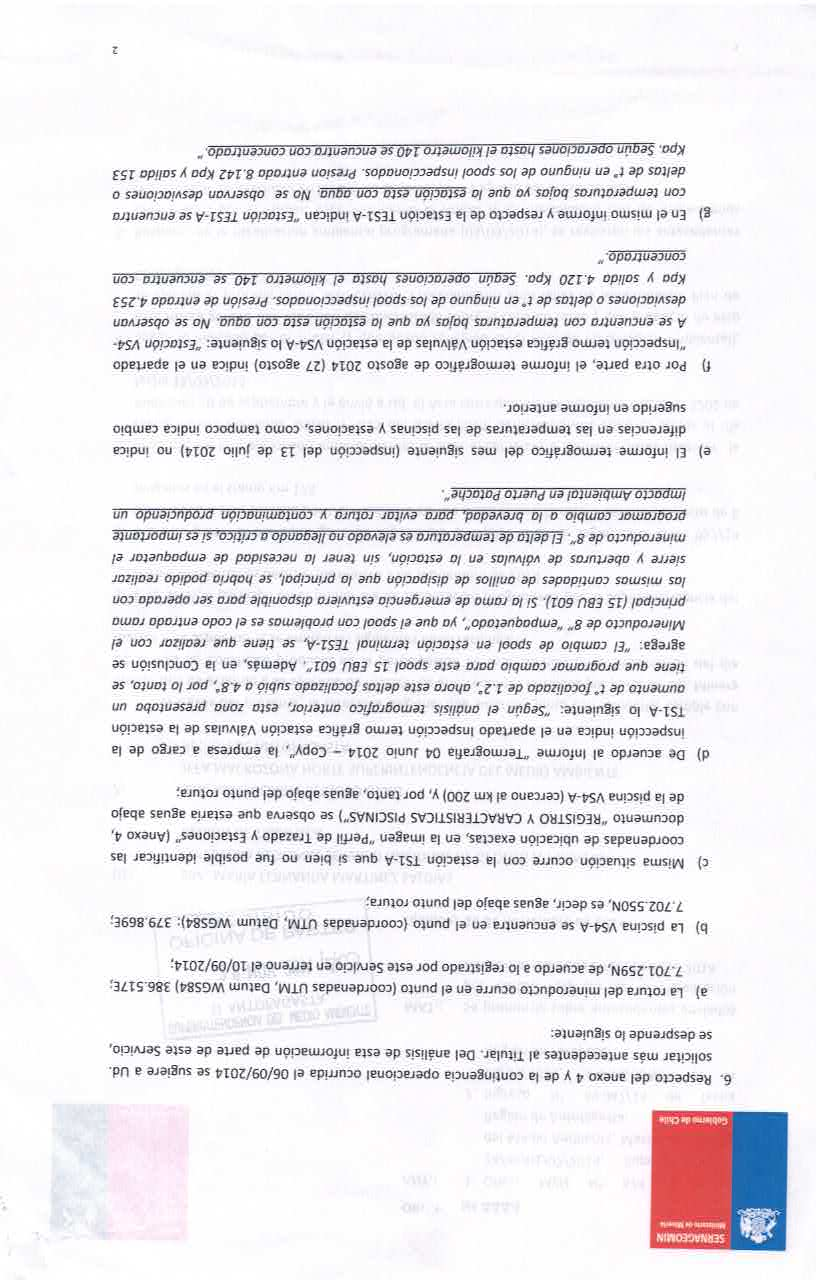 SERNAGEOMIN
Ministerio de Minería
Gobierno de Chile
6. Respecto del anexo 4 y de la contingencia operacional ocurrida el 06/09/2014 se sugiere a Ud.
solicitar más antecedentes al Titular. Del análisis de esta información de parte de este Servicio,
se desprende lo siguiente:
a) La rotura del mineroducto ocurre en el punto (coordenadas UTM, Datum WGS84) 386.517E;
7.701.259N, de acuerdo a lo registrado por este Servicio en terreno el 10/09/2014;
b) La piscina VS4-A se encuentra en el punto (coordenadas UTM, Datum WGS84): 379.869E;
7.702.550N, es decir, aguas abajo del punto rotura;
c) Misma situación ocurre con la estación TS1-A que si bien no fue posible identificar las
coordenadas de ubicación exactas, en la imagen "Perfil de Trazado y Estaciones" (Anexo 4,
documento "REGISTRO Y CARACTERISTICAS PISCINAS") se observa que estaría aguas abajo
de la piscina VS4-A (cercano al km 200) y, por tanto, aguas abajo del punto rotura;
d) De acuerdo al Informe "Termografia 04 Junio 2014 – Copy", la empresa a cargo de la
inspección indica en el apartado Inspección termo gráfica estación Válvulas de la estación
TS1-A lo siguiente: "Según el análisis temografico anterior, esta zona presentaba un
aumento de t° focalizado de 1.2°, ahora este deltas focalizado subió a 4.8°, por lo tanto, se
tiene que programar cambio para este spool 15 EBU 601". Además, en la Conclusión se
agrega: "El cambio de spool en estación terminal TES1-A, se tiene que realizar con el
Mineroducto de 8" "empaquetado", ya que el spool con problemas es el codo entrada rama
principal (15 EBU 601). Si la rama de emergencia estuviera disponible para ser operada con
las mismas cantidades de anillos de disipación que la principal, se habría podido realizar
sierre y aberturas de válvulas en la estación, sin tener la necesidad de empaquetar el
mineroducto de 8". El delta de temperatura es elevado no llegando a crítico, si es importante
programar cambio a la brevedad, para evitar rotura y contaminación produciendo un
Impacto Ambiental en Puerto Patache".
e) El informe termográfico del mes siguiente (inspección del 13 de julio 2014) no indica
diferencias en las temperaturas de las piscinas y estaciones, como tampoco indica cambio
sugerido en informe anterior.
f) Por otra parte, el informe termográfico de agosto 2014 (27 agosto) indica en el apartado
"Inspección termo gráfica estación Válvulas de la estación VS4-A lo siguiente: "Estación VS4-
A se encuentra con temperaturas bajas ya que la estación esta con agua. No se observan
desviaciones o deltas de t° en ninguno de los spool inspeccionados. Presión de entrada 4.253
Kpa y salida 4.120 Kpa. Según operaciones hasta el kilometro 140 se encuentra con
concentrado."
g) En el mismo informe y respecto de la Estación TES1-A indican "Estación TES1-A se encuentra
con temperaturas bajas ya que la estación esta con agua. No se observan desviaciones o
deltas de t° en ninguno de los spool inspeccionados. Presion entrada 8.142 Kpa y salida 153
Kpa. Según operaciones hasta el kilometro 140 se encuentra con concentrado."
2